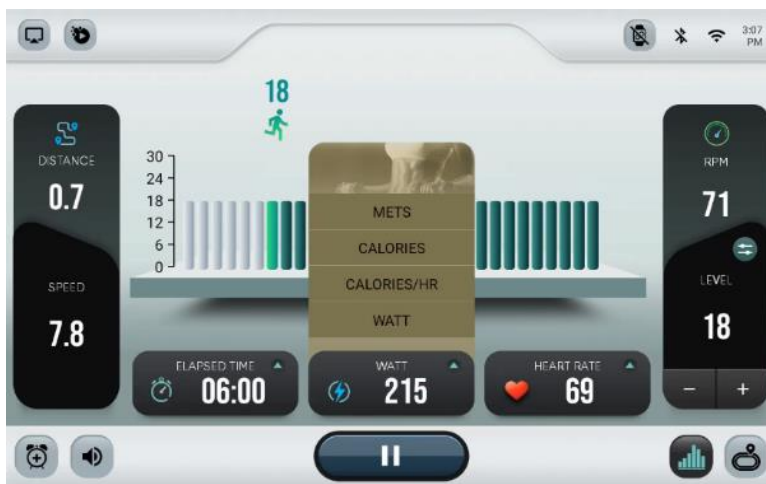 3:07
PM
18
DISTANCE
0.7
SPEED
7.8
30
24
18
12
6
0
METS
CALORIES
CALORIES/HR
WATT
RPM
71
LEVEL
18
- +
ELAPSED TIME
06:00
WATT
215
HEART RATE
69